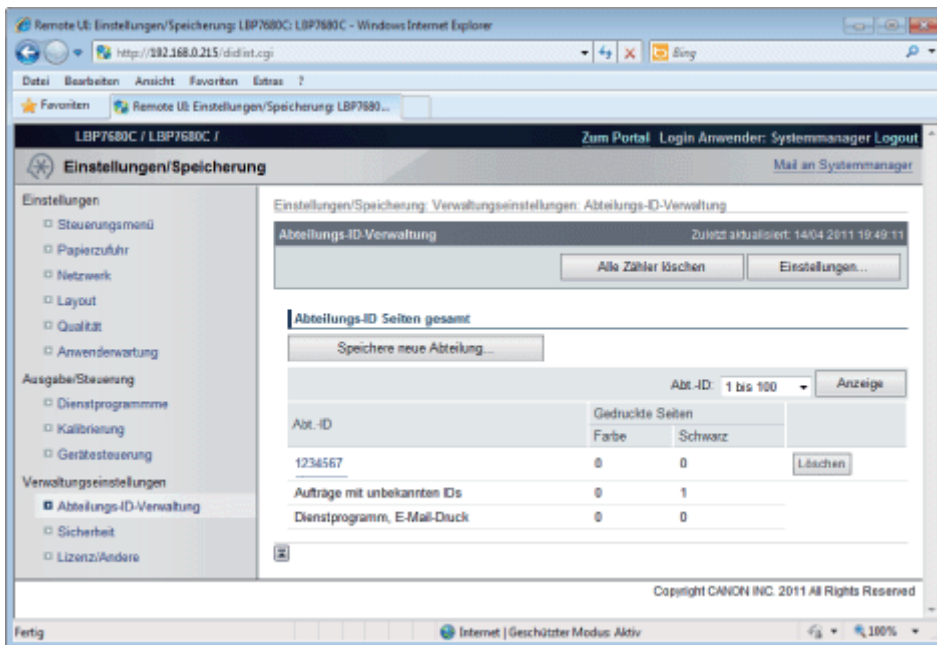 Remote UI: Einstellungen/Speicherung: LBP7680C: LBP7680C - Windows Internet Explorer
http://192.168.0.215/didlint.cgi
Bing
Datei Bearbeiten Ansicht Favoriten Extras ?
Favoriten Remote UI: Einstellungen/Speicherung: LBP7680...
LBP7680C / LBP7680C / Zum Portal Login Anwender: Systemmanager Logout
Einstellungen/Speicherung Mail an Systemmanager
Einstellungen
Steuerungsmenü
Papierzufuhr
Netzwerk
Layout
Qualität
Anwenderwartung
Ausgabe/Steuerung
Dienstprogrammme
Kalibrierung
Gerätesteuerung
Verwaltungseinstellungen
Abteilungs-ID-Verwaltung
Sicherheit
Lizenz/Andere
Einstellungen/Speicherung: Verwaltungseinstellungen: Abteilungs-ID-Verwaltung
Abteilungs-ID-Verwaltung Zuletzt aktualisiert: 14/04 2011 19:49:11
Alle Zähler löschen Einstellungen...
Abteilungs-ID Seiten gesamt
Speichere neue Abteilung...
Abt.-ID: 1 bis 100 Anzeige
Abt.-ID Gedruckte Seiten
Farbe Schwarz
1234567 0 0 Löschen
Aufträge mit unbekannten IDs 0 1
Dienstprogramm, E-Mail-Druck 0 0
Copyright CANON INC. 2011 All Rights Reserved
Fertig Internet | Geschützter Modus: Aktiv 100%